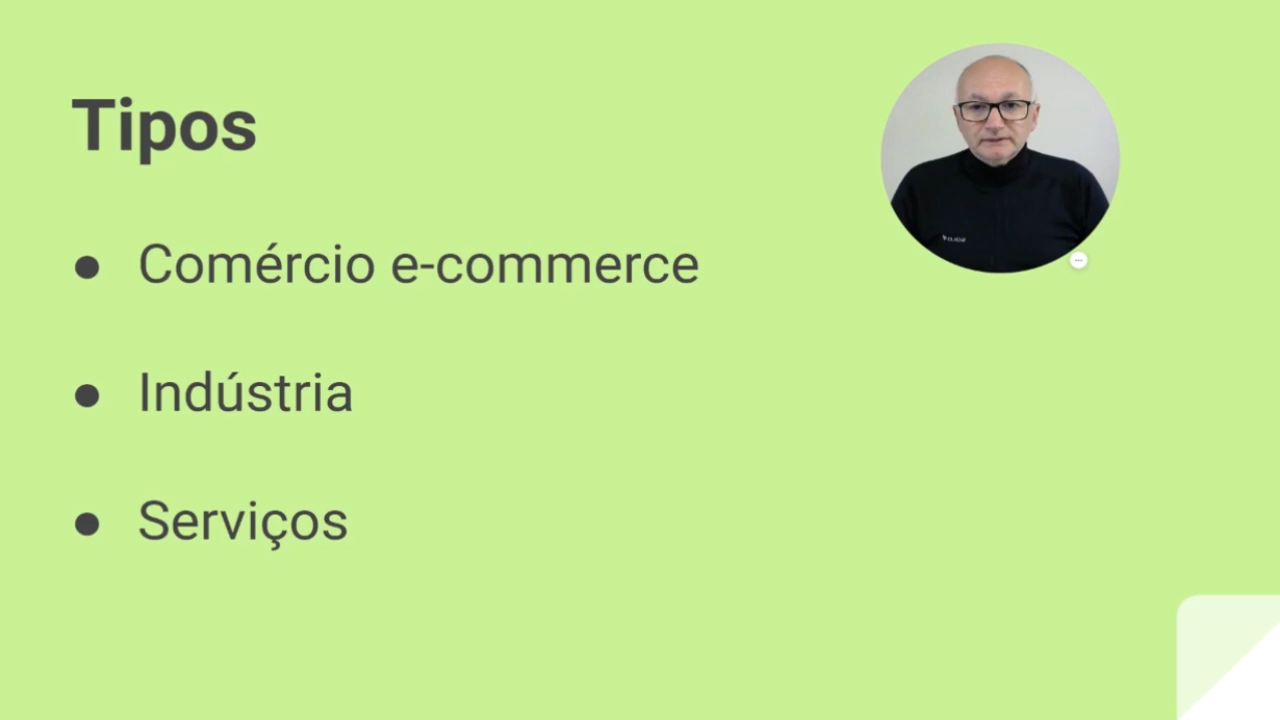 Tipos
● Comércio e-commerce
● Indústria
● Serviços